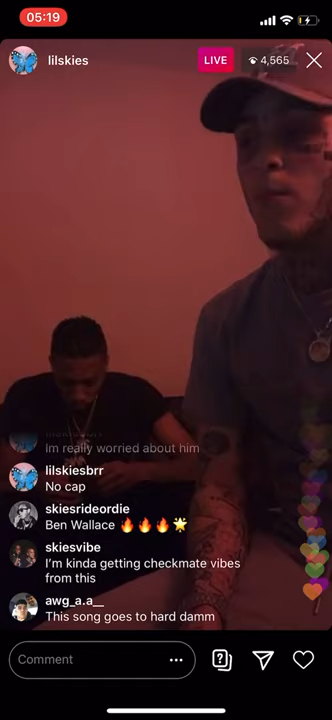 05:19
lilskies LIVE 4,565
Im really worried about him
lilskiesbrr
No cap
skiesrideordie
Ben Wallace 🔥🔥🔥🌟
skiesvibe
I'm kinda getting checkmate vibes
from this
awg_a.a__
This song goes to hard damm
Comment